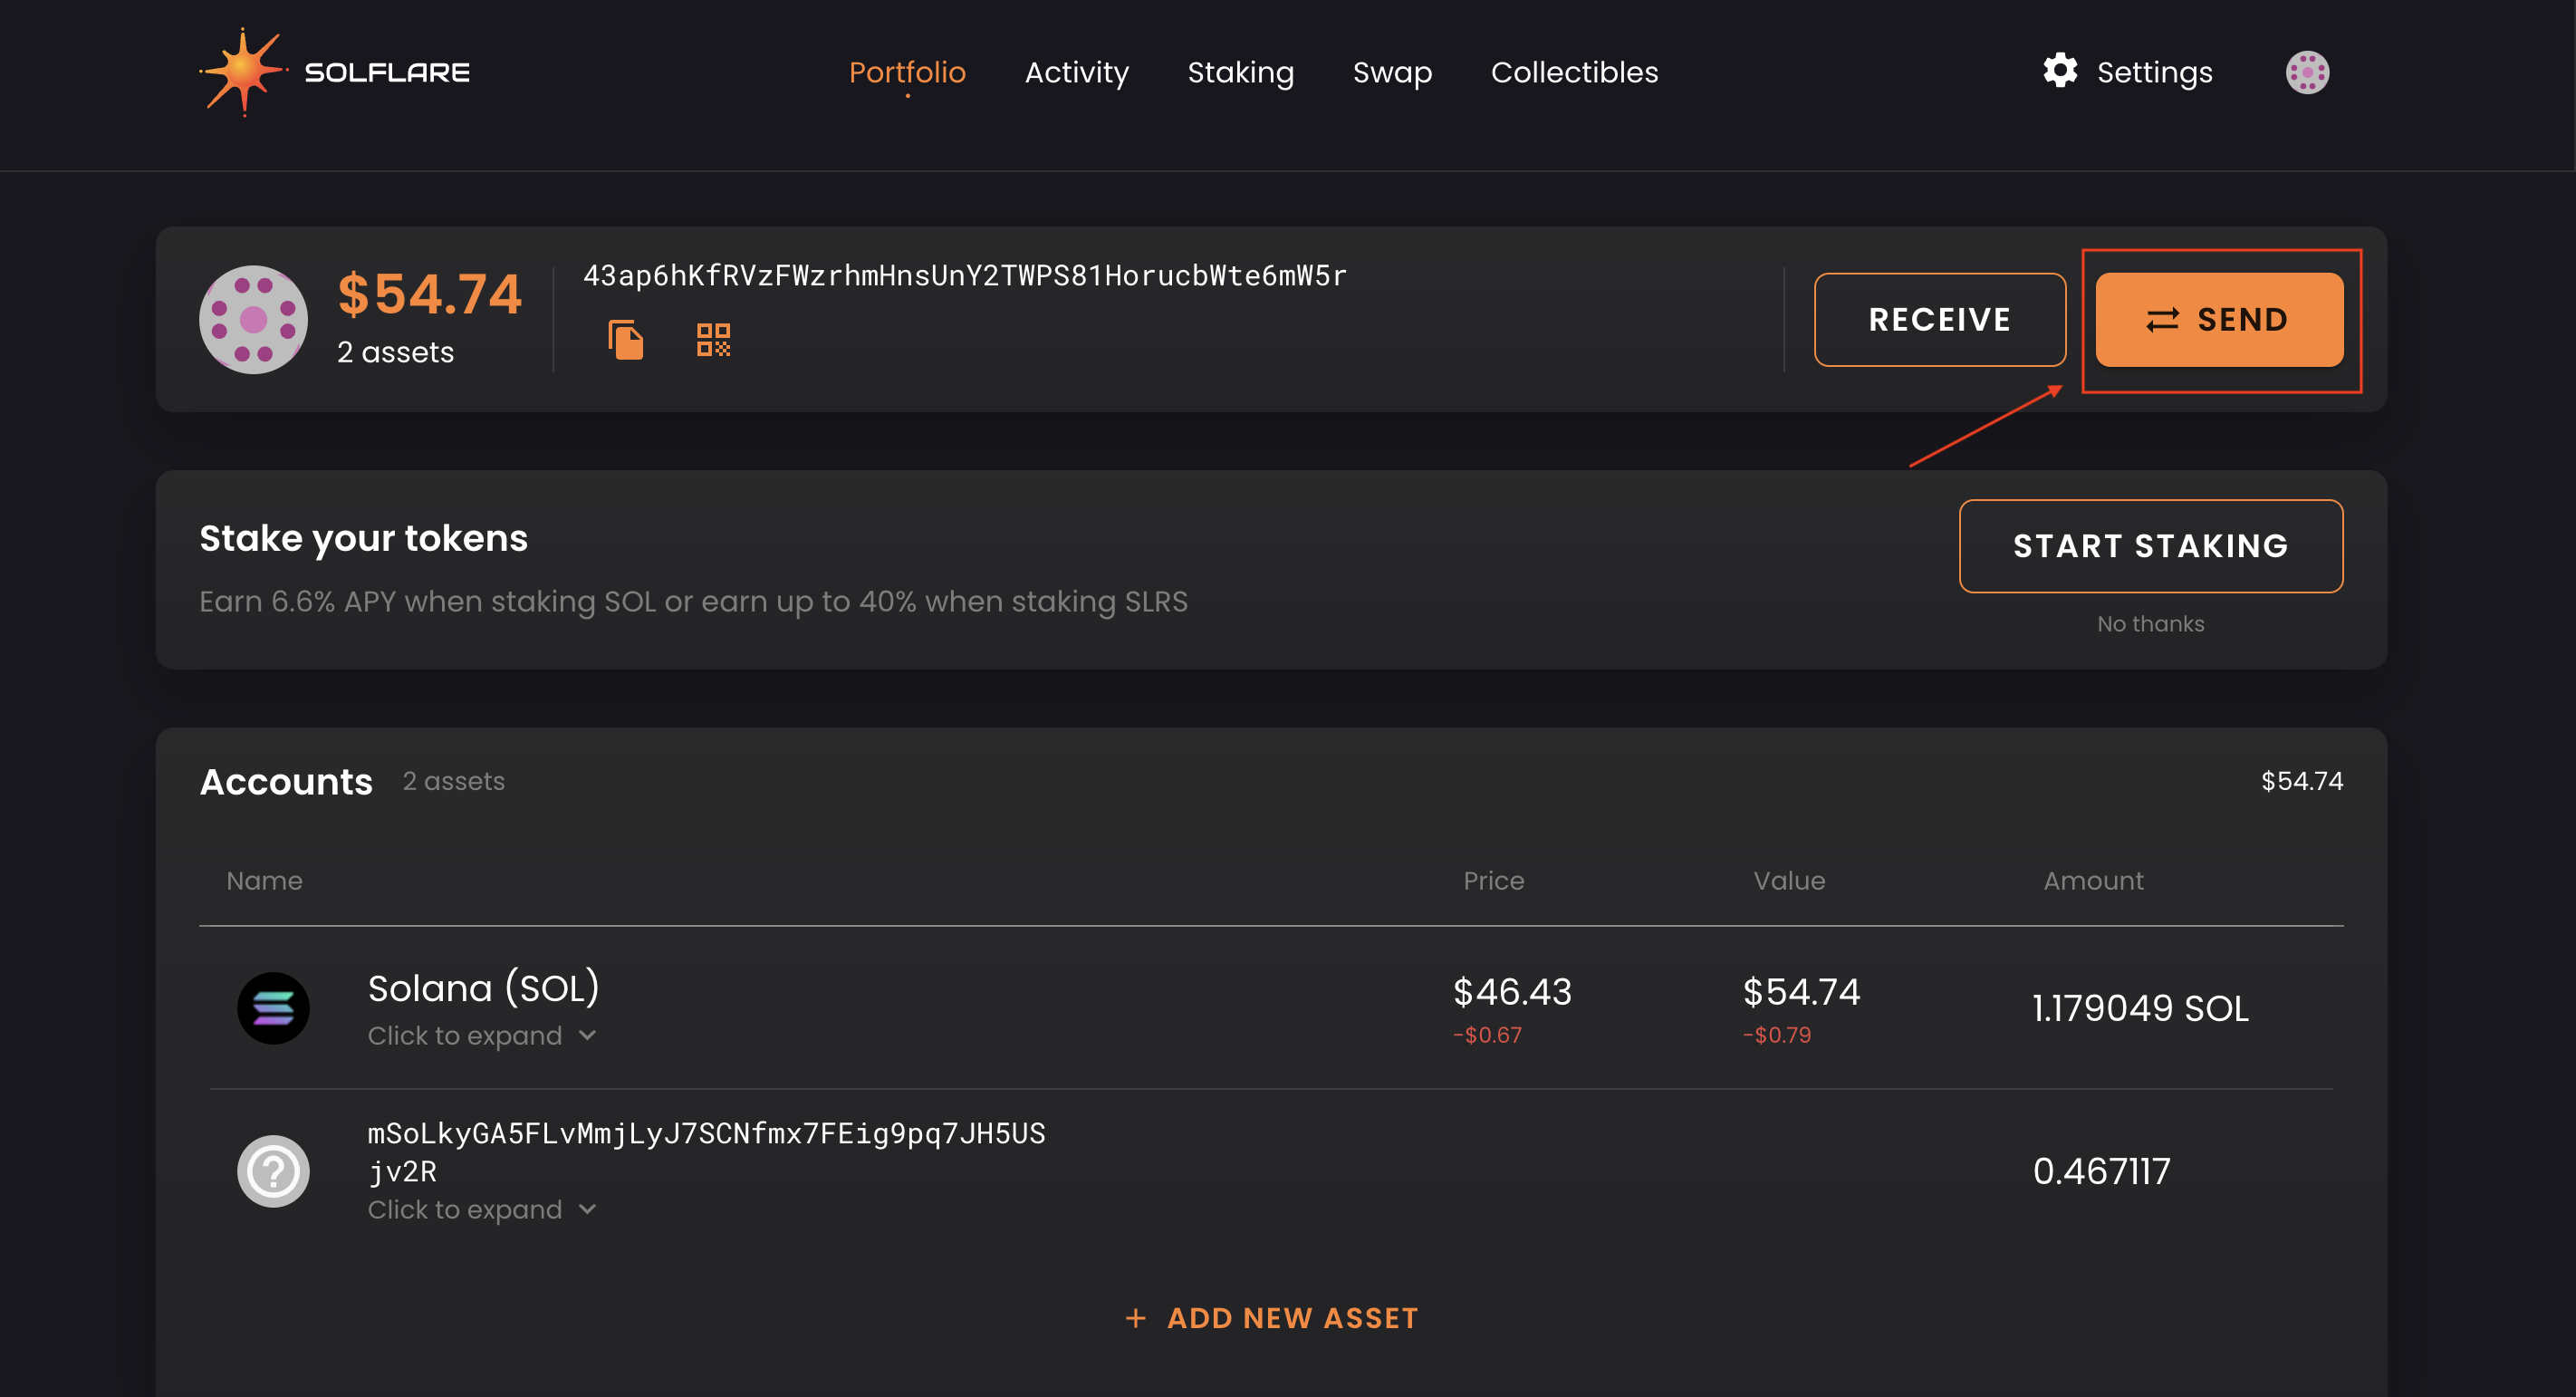 SOLFLARE
Portfolio
Activity
Staking
Swap
Collectibles
Settings
$54.74
2 assets
43ap6hKfRVzFWzrhmHnsUnY2TWPS81HorucbWte6mW5r
RECEIVE
SEND
Stake your tokens
Earn 6.6% APY when staking SOL or earn up to 40% when staking SLRS
START STAKING
No thanks
Accounts
2 assets
$54.74
Name
Price
Value
Amount
Solana (SOL)
Click to expand
$46.43
-$0.67
$54.74
-$0.79
1.179049 SOL
mSoLkyGA5FLvMmjLyJ7SCNfmx7FEig9pq7JH5US
jv2R
Click to expand
0.467117
+ ADD NEW ASSET